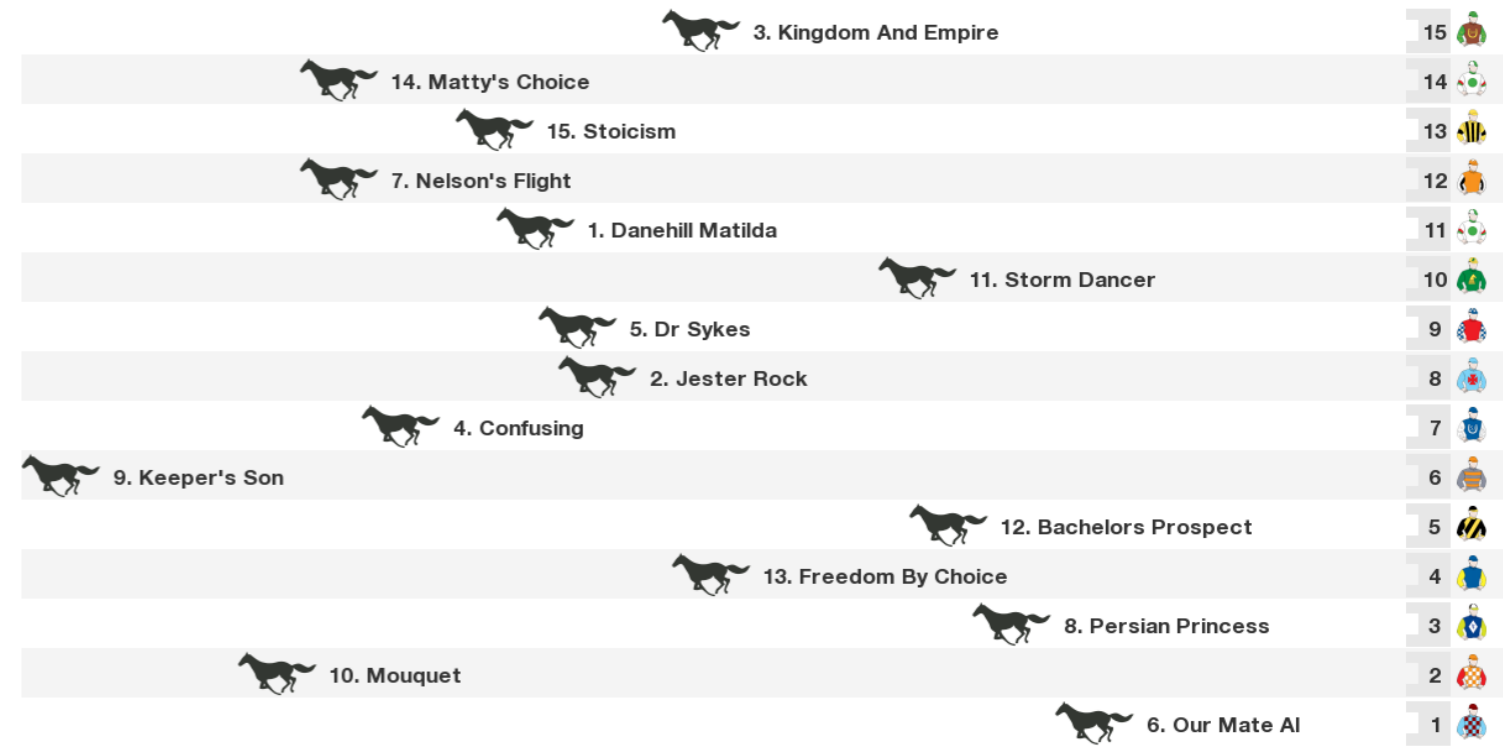 3. Kingdom And Empire 15
14. Matty's Choice 14
15. Stoicism 13
7. Nelson's Flight 12
1. Danehill Matilda 11
11. Storm Dancer 10
5. Dr Sykes 9
2. Jester Rock 8
4. Confusing 7
9. Keeper's Son 6
12. Bachelors Prospect 5
13. Freedom By Choice 4
8. Persian Princess 3
10. Mouquet 2
6. Our Mate Al 1